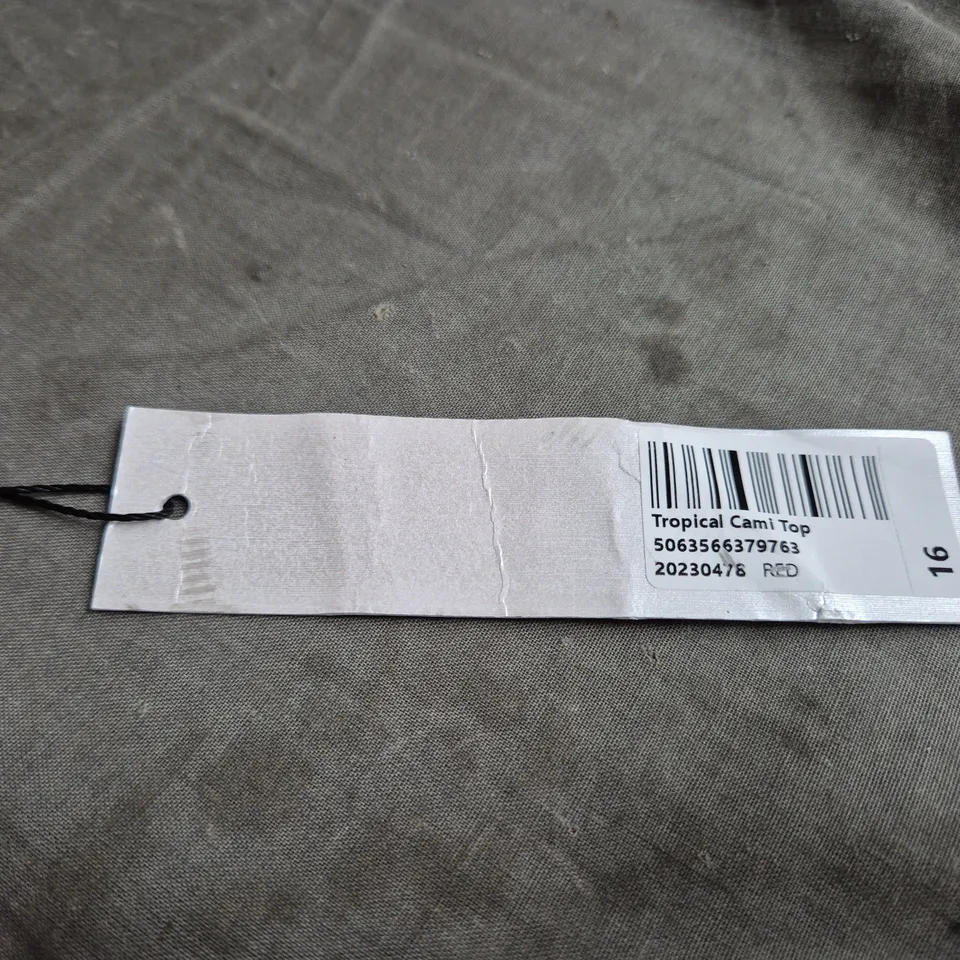 Tropical Cami Top
5063566379763
20230478 RED
16